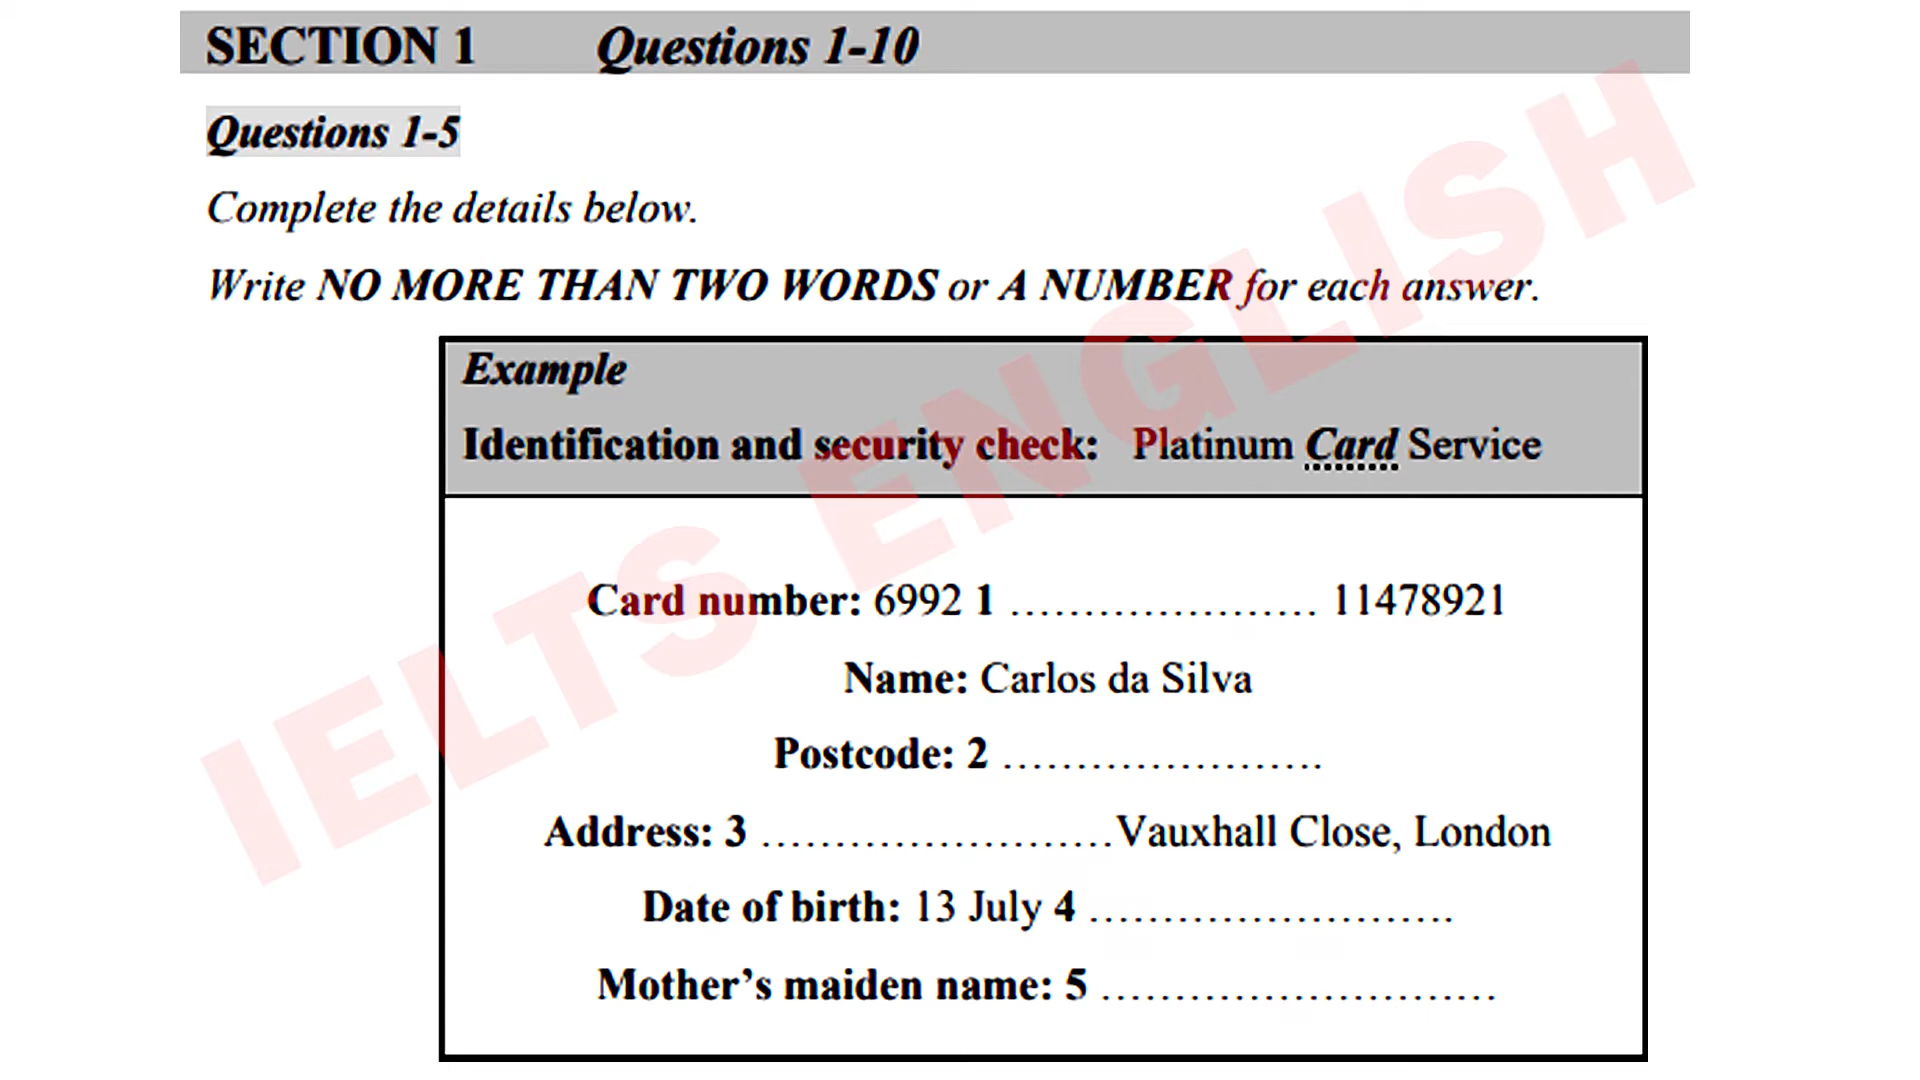 SECTION 1 Questions 1-10
Questions 1-5
Complete the details below.
Write NO MORE THAN TWO WORDS or A NUMBER for each answer.
Example
Identification and security check: Platinum Card Service
Card number: 6992 1 ..................... 11478921
Name: Carlos da Silva
Postcode: 2 ......................
Address: 3 ........................Vauxhall Close, London
Date of birth: 13 July 4 .........................
Mother’s maiden name: 5 ...........................
IELTS ENGLISH